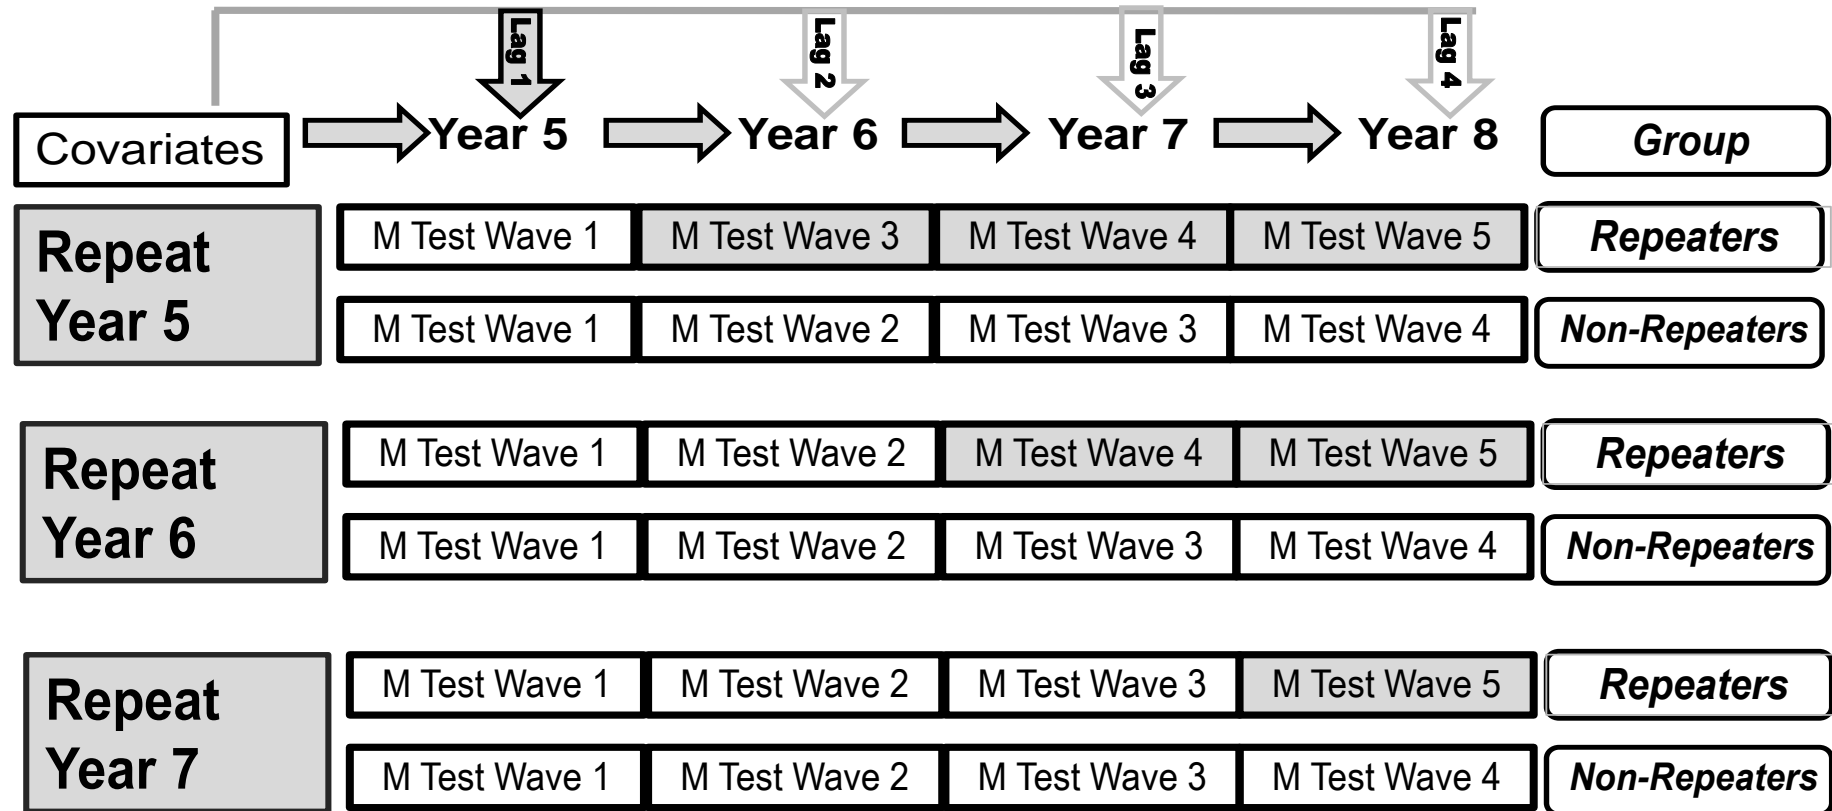 Lag 1 Lag 2 Lag 3 Lag 4
Covariates Year 5 Year 6 Year 7 Year 8 Group
Repeat
Year 5
M Test Wave 1 M Test Wave 3 M Test Wave 4 M Test Wave 5 Repeaters
M Test Wave 1 M Test Wave 2 M Test Wave 3 M Test Wave 4 Non-Repeaters
Repeat
Year 6
M Test Wave 1 M Test Wave 2 M Test Wave 4 M Test Wave 5 Repeaters
M Test Wave 1 M Test Wave 2 M Test Wave 3 M Test Wave 4 Non-Repeaters
Repeat
Year 7
M Test Wave 1 M Test Wave 2 M Test Wave 3 M Test Wave 5 Repeaters
M Test Wave 1 M Test Wave 2 M Test Wave 3 M Test Wave 4 Non-Repeaters